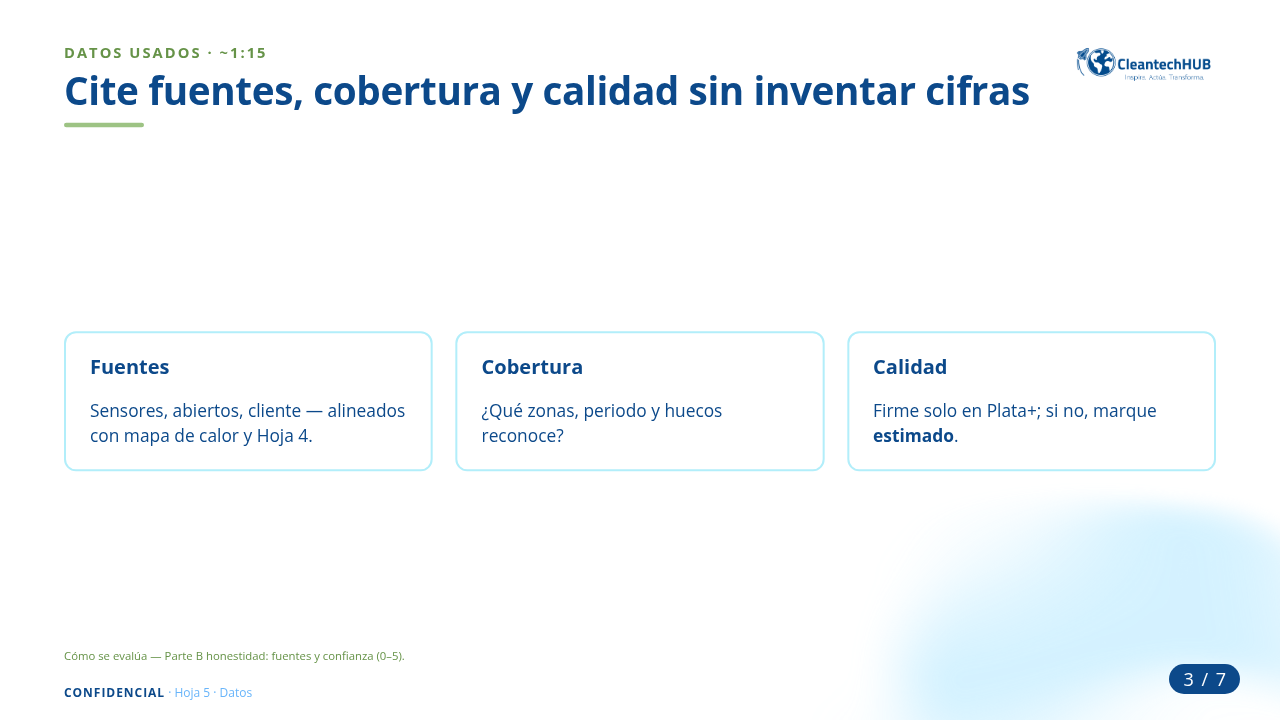 DATOS USADOS · ~1:15
Cite fuentes, cobertura y calidad sin inventar cifras
CleantechHUB
Inspira. Actúa. Transforma.
Fuentes
Sensores, abiertos, cliente — alineados
con mapa de calor y Hoja 4.
Cobertura
¿Qué zonas, periodo y huecos
reconoce?
Calidad
Firme solo en Plata+; si no, marque
estimado.
Cómo se evalúa — Parte B honestidad: fuentes y confianza (0–5).
CONFIDENCIAL · Hoja 5 · Datos
3 / 7